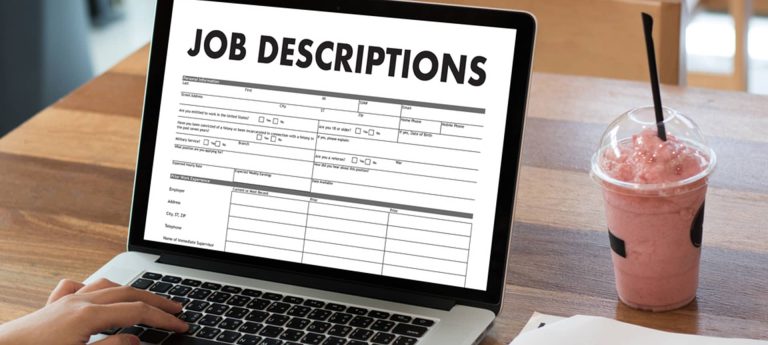 JOB DESCRIPTIONS
Personal Information
Last First MI SSN# Email
Street Address City ST Zip Home Phone Mobile Phone
Are you entitled to work in the United States? Yes No Are you 18 or older? Yes No If yes, Date of Birth
Have you been convicted of a felony or been incarcerated in connection with a felony in the past seven years? Yes No If yes, please explain
Military Service? Yes No Branch Are you a veteran? Yes No War
What position are you applying for? How did you hear about this position?
Expected Hourly Rate Expected Weekly Earnings Date Available
Prior Work Experience
Current or Most Recent Prior Prior
Employer
Address
City, ST, ZIP
Telephone
Name of Immediate Supervisor